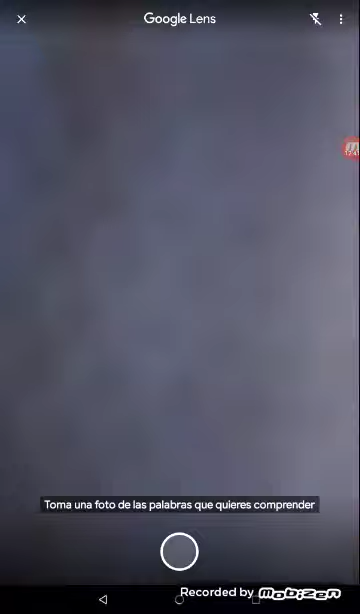 Google Lens
Toma una foto de las palabras que quieres comprender
Recorded by mobizen